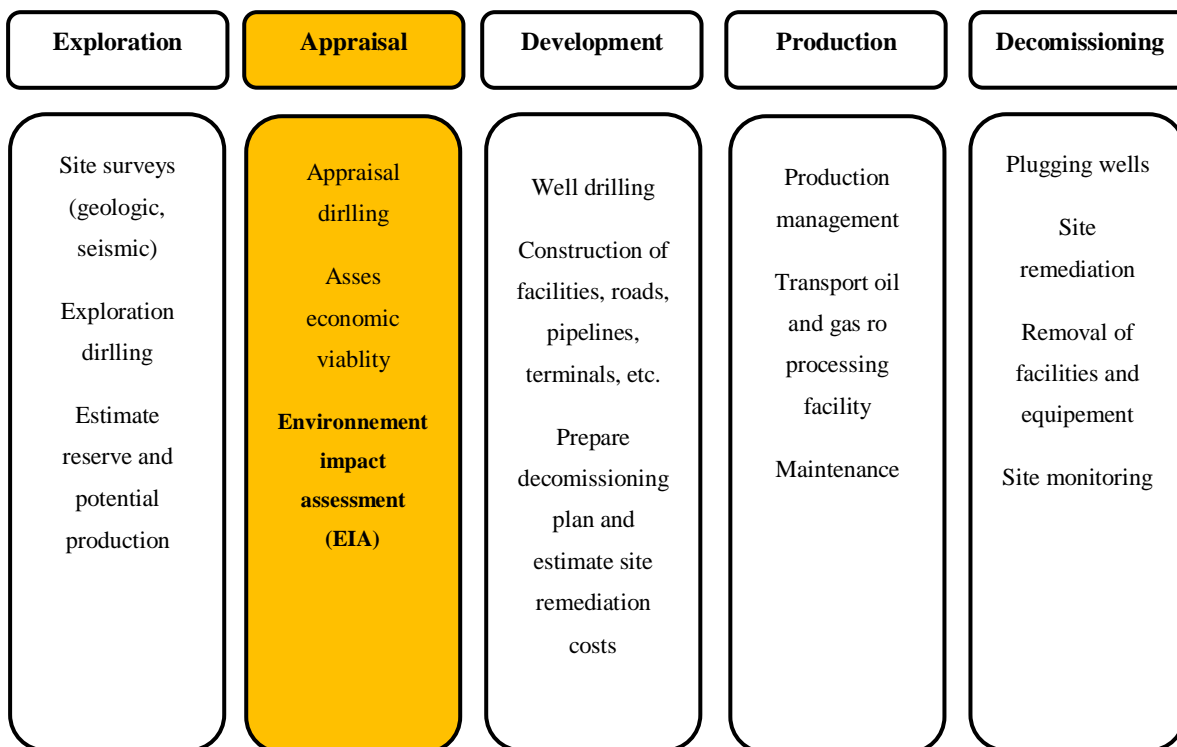 Exploration
Appraisal
Development
Production
Decomissioning
Site surveys
(geologic,
seismic)
Exploration
dirlling
Estimate
reserve and
potential
production
Appraisal
dirlling
Asses
economic
viablity
Environnement
impact
assessment
(EIA)
Well drilling
Construction of
facilities, roads,
pipelines,
terminals, etc.
Prepare
decomissioning
plan and
estimate site
remediation
costs
Production
management
Transport oil
and gas ro
processing
facility
Maintenance
Plugging wells
Site
remediation
Removal of
facilities and
equipement
Site monitoring